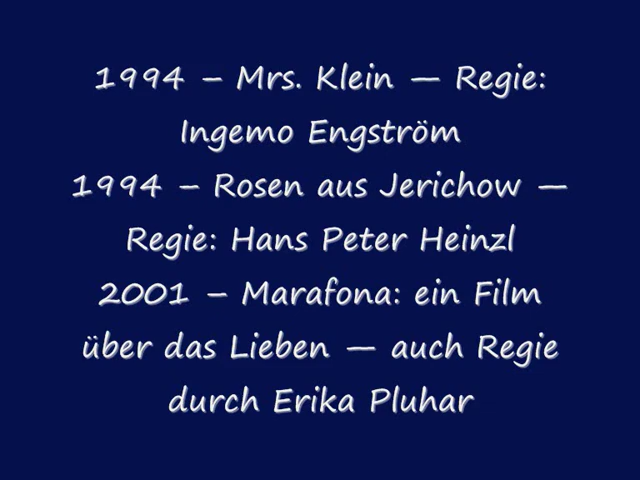 1994 – Mrs. Klein — Regie:
Ingemo Engström
1994 – Rosen aus Jerichow —
Regie: Hans Peter Heinzl
2001 – Marafona: ein Film
über das Lieben — auch Regie
durch Erika Pluhar